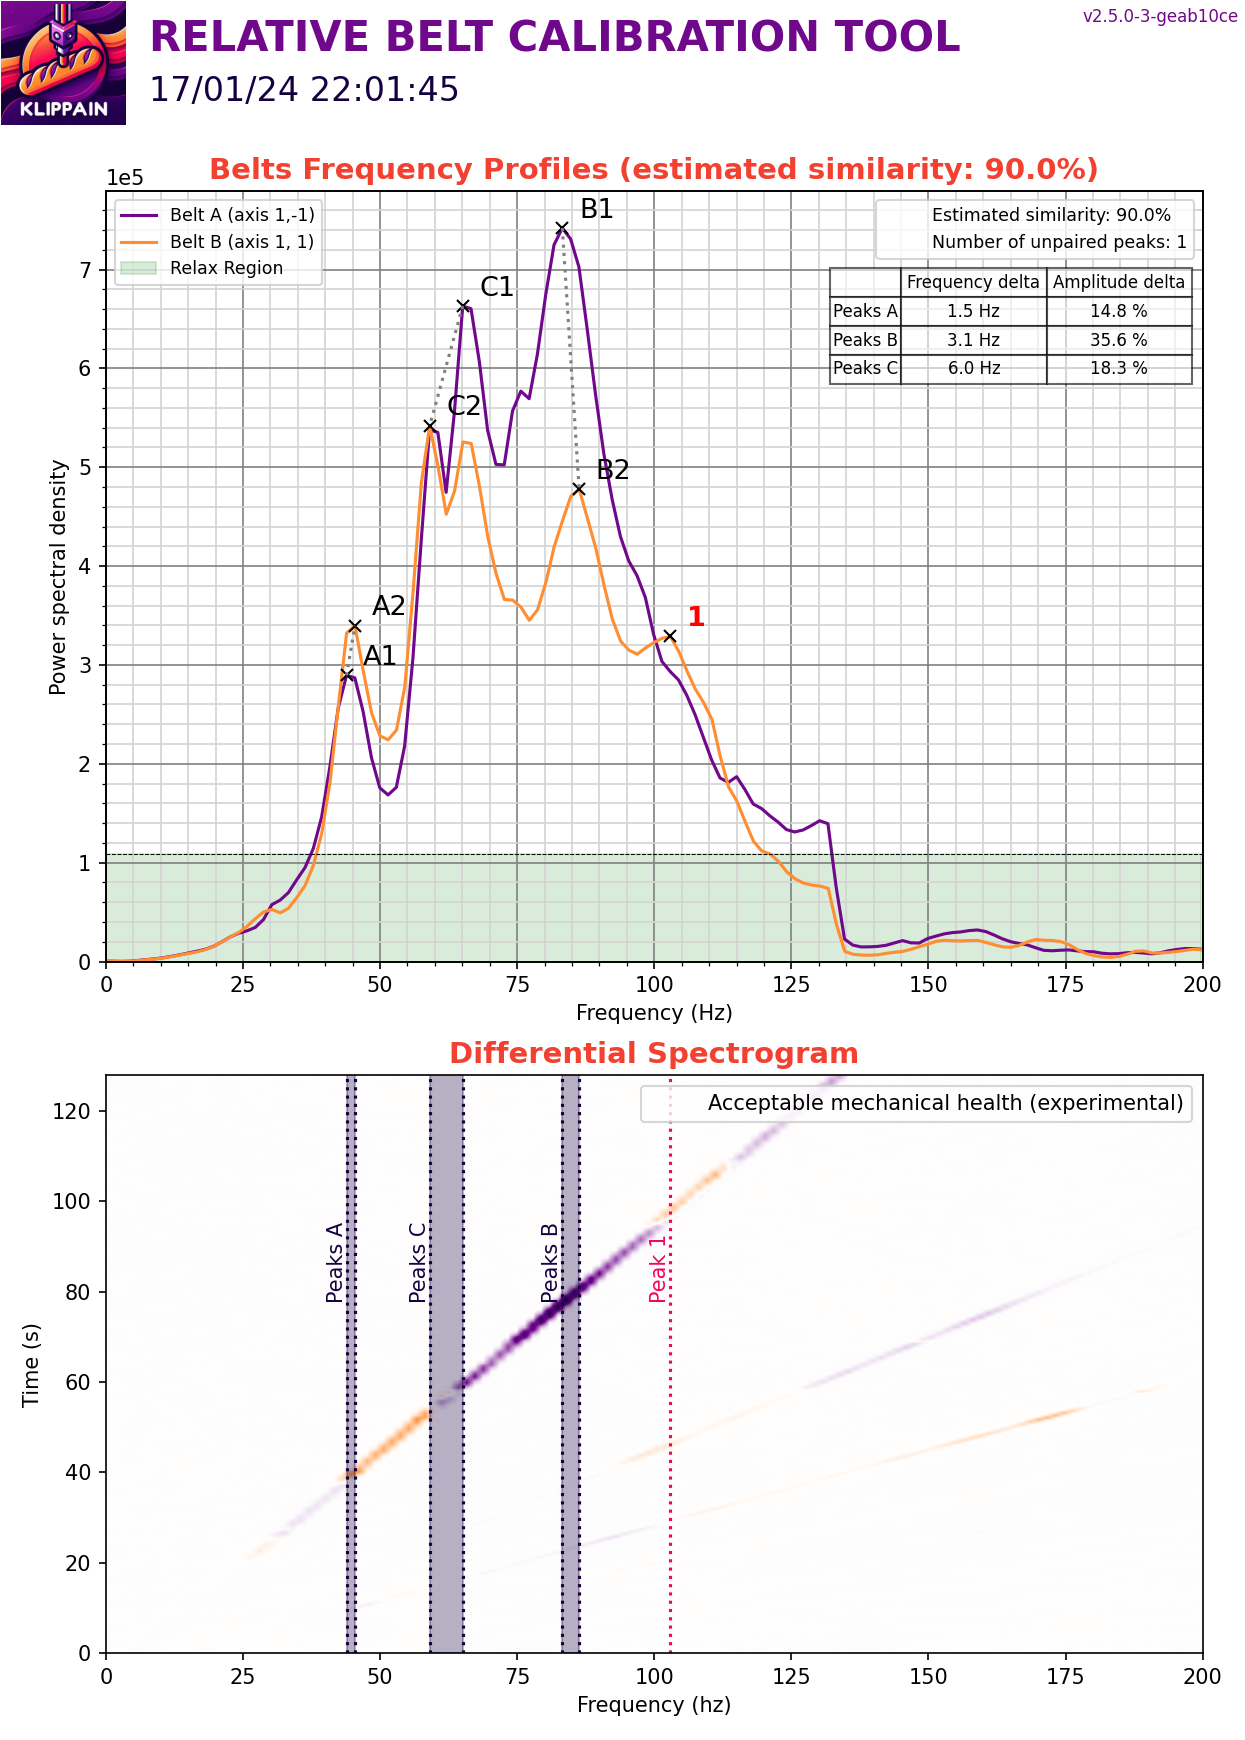 KLIPPAIN
RELATIVE BELT CALIBRATION TOOL
v2.5.0-3-geab10ce
17/01/24 22:01:45
Belts Frequency Profiles (estimated similarity: 90.0%)
1e5
Belt A (axis 1,-1)
Belt B (axis 1, 1)
Relax Region
Estimated similarity: 90.0%
Number of unpaired peaks: 1
Frequency delta Amplitude delta
Peaks A 1.5 Hz 14.8 %
Peaks B 3.1 Hz 35.6 %
Peaks C 6.0 Hz 18.3 %
B1
C1
C2
B2
A2
A1
1
7
6
5
4
3
2
1
0
Power spectral density
0 25 50 75 100 125 150 175 200
Frequency (Hz)
Differential Spectrogram
Acceptable mechanical health (experimental)
Peaks A
Peaks C
Peaks B
Peak 1
120
100
80
60
40
20
0
Time (s)
0 25 50 75 100 125 150 175 200
Frequency (hz)